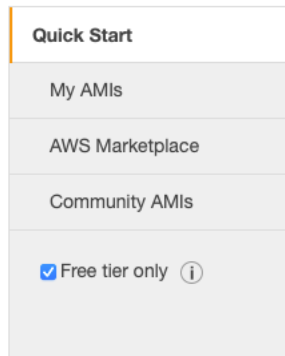 Quick Start
My AMIs
AWS Marketplace
Community AMIs
Free tier only